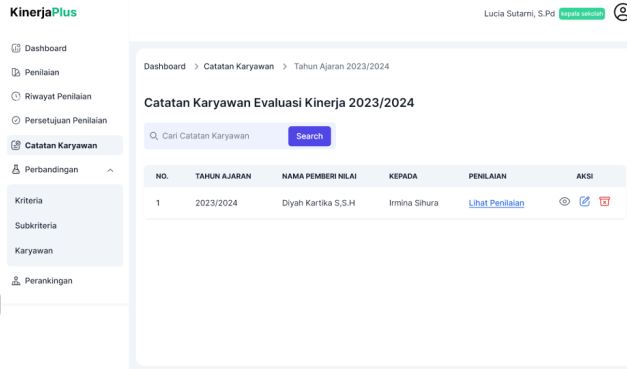 KinerjaPlus
Lucia Sutarni, S.Pd kepala sekolah
Dashboard
Penilaian
Riwayat Penilaian
Persetujuan Penilaian
Catatan Karyawan
Perbandingan
Kriteria
Subkriteria
Karyawan
Perankingan
Dashboard > Catatan Karyawan > Tahun Ajaran 2023/2024
Catatan Karyawan Evaluasi Kinerja 2023/2024
Cari Catatan Karyawan Search
NO. TAHUN AJARAN NAMA PEMBERI NILAI KEPADA PENILAIAN AKSI
1 2023/2024 Diyah Kartika S,S.H Irmina Sihura Lihat Penilaian